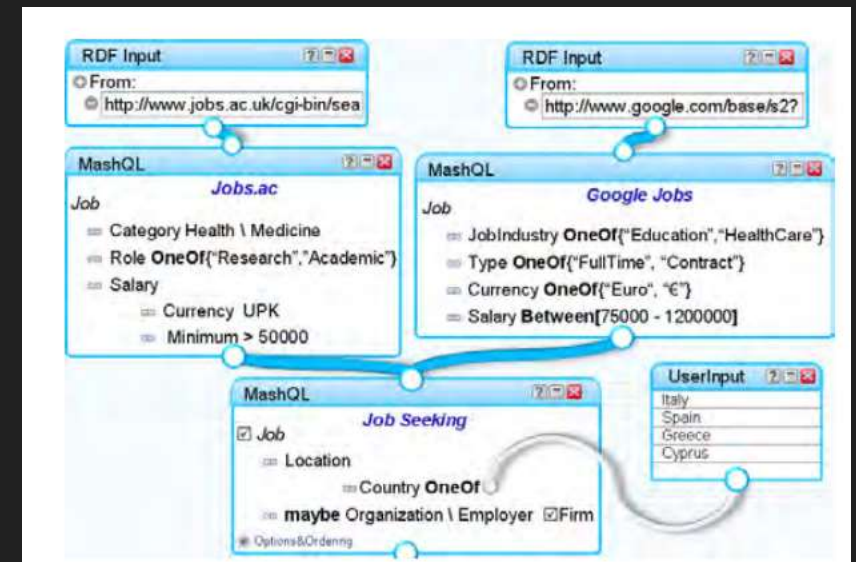 RDF Input
From:
http://www.jobs.ac.uk/cgi-bin/sea
RDF Input
From:
http://www.google.com/base/s2?
MashQL
Jobs.ac
Job
Category Health \ Medicine
Role OneOf{"Research","Academic"}
Salary
Currency UPK
Minimum > 50000
MashQL
Google Jobs
Job
JobIndustry OneOf{"Education","HealthCare"}
Type OneOf{"FullTime", "Contract"}
Currency OneOf{"Euro", "€"}
Salary Between[75000 - 1200000]
MashQL
Job Seeking
Job
Location
Country OneOf
maybe Organization \ Employer Firm
Options&Ordering
UserInput
Italy
Spain
Greece
Cyprus